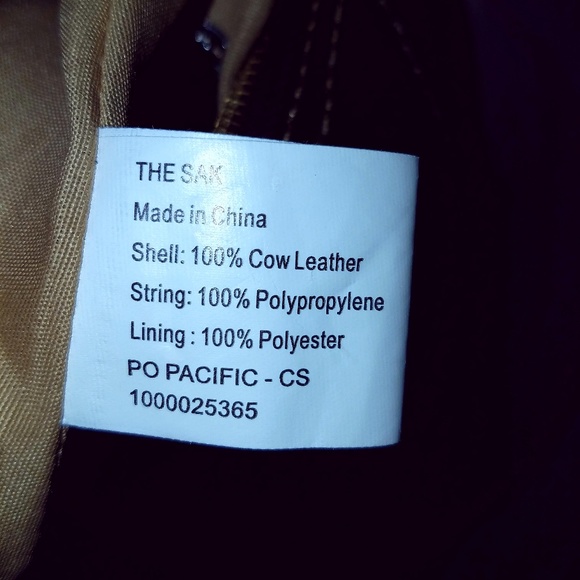 THE SAK
Made in China
Shell: 100% Cow Leather
String: 100% Polypropylene
Lining : 100% Polyester
PO PACIFIC - CS
1000025365